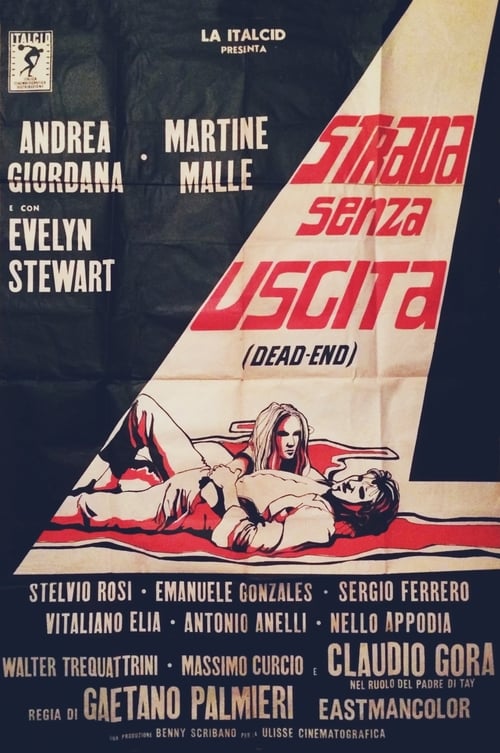 ITALCID
LA ITALCID
PRESENTA
ANDREA
GIORDANA
· MARTINE
MALLE
E CON
EVELYN
STEWART
STRADA
senza
USCITA
(DEAD-END)
STELVIO ROSI · EMANUELE GONZALES · SERGIO FERRERO
VITALIANO ELIA · ANTONIO ANELLI · NELLO APPODIA
WALTER TREQUATTRINI · MASSIMO CURCIO E CLAUDIO GORA
NEL RUOLO DEL PADRE DI TAY
REGIA DI GAETANO PALMIERI EASTMANCOLOR
PRODUZIONE BENNY SCRIBANO PER LA ULISSE CINEMATOGRAFICA